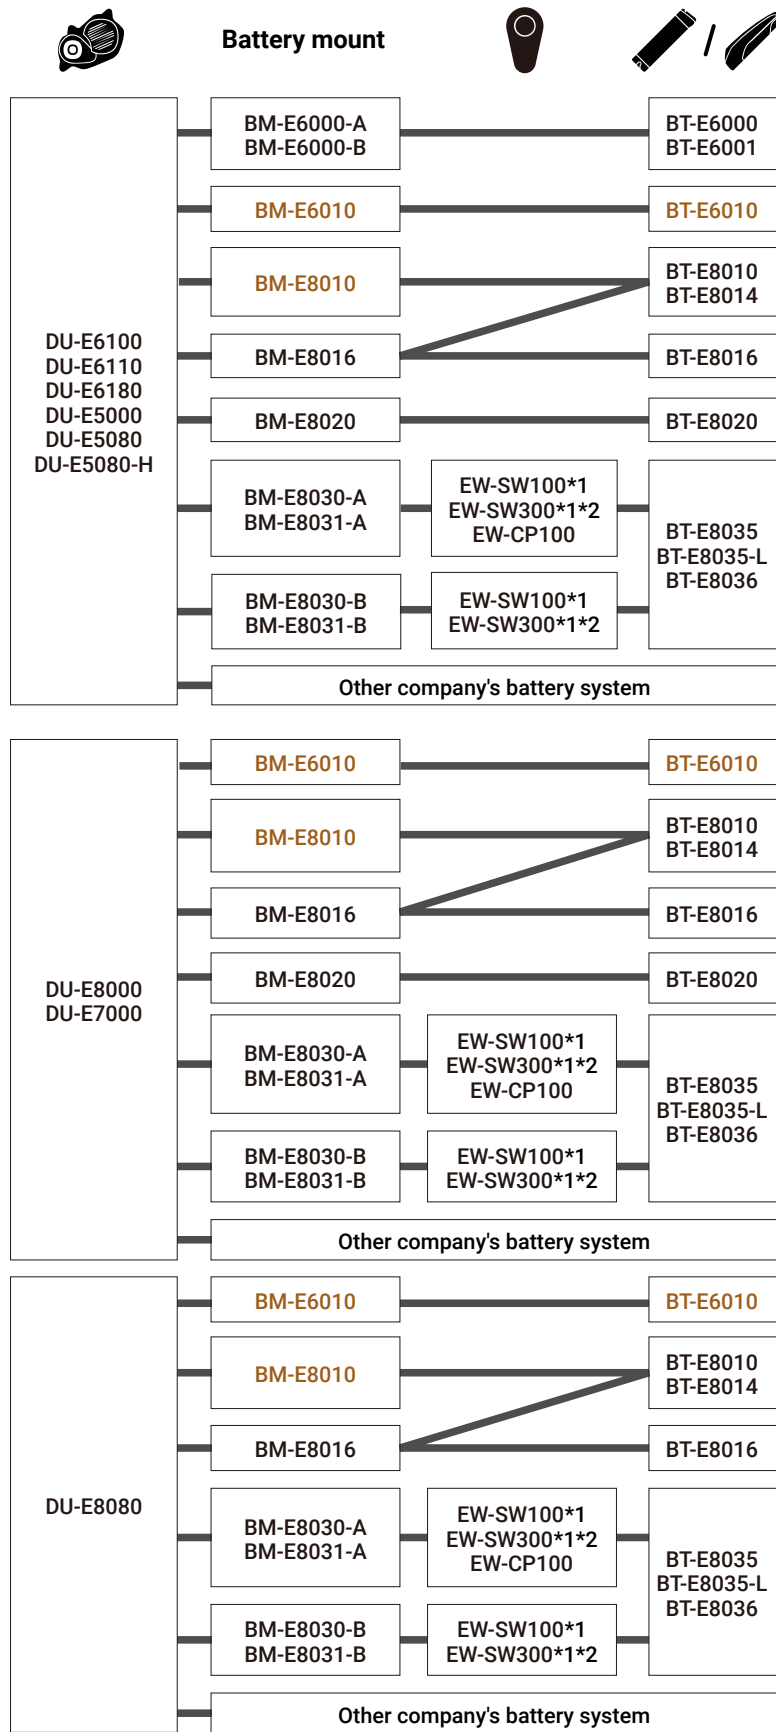 Battery mount
DU-E6100
DU-E6110
DU-E6180
DU-E5000
DU-E5080
DU-E5080-H
BM-E6000-A
BM-E6000-B
BT-E6000
BT-E6001
BM-E6010
BT-E6010
BM-E8010
BT-E8010
BT-E8014
BM-E8016
BT-E8016
BM-E8020
BT-E8020
BM-E8030-A
BM-E8031-A
EW-SW100*1
EW-SW300*1*2
EW-CP100
BT-E8035
BT-E8035-L
BT-E8036
BM-E8030-B
BM-E8031-B
EW-SW100*1
EW-SW300*1*2
Other company's battery system
DU-E8000
DU-E7000
BM-E6010
BT-E6010
BM-E8010
BT-E8010
BT-E8014
BM-E8016
BT-E8016
BM-E8020
BT-E8020
BM-E8030-A
BM-E8031-A
EW-SW100*1
EW-SW300*1*2
EW-CP100
BT-E8035
BT-E8035-L
BT-E8036
BM-E8030-B
BM-E8031-B
EW-SW100*1
EW-SW300*1*2
Other company's battery system
DU-E8080
BM-E6010
BT-E6010
BM-E8010
BT-E8010
BT-E8014
BM-E8016
BT-E8016
BM-E8030-A
BM-E8031-A
EW-SW100*1
EW-SW300*1*2
EW-CP100
BT-E8035
BT-E8035-L
BT-E8036
BM-E8030-B
BM-E8031-B
EW-SW100*1
EW-SW300*1*2
Other company's battery system